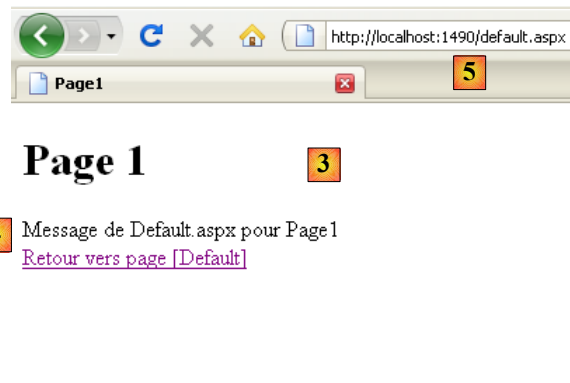 http://localhost:1490/default.aspx
5
Page1
Page 1
3
Message de Default.aspx pour Page1
Retour vers page [Default]